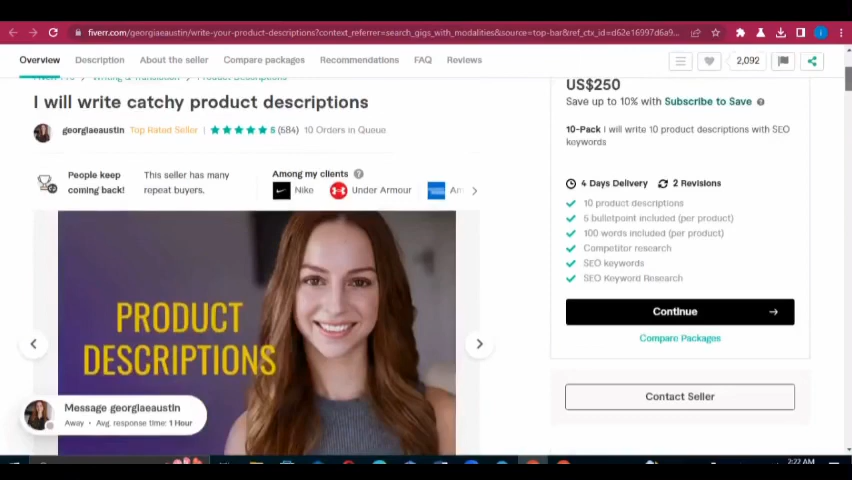 fiverr.com/georgiaeaustin/write-your-product-descriptions?context_referrer=search_gigs_with_modalities&source=top-bar&ref_ctx_id=d62e16997d6a9...
Overview Description About the seller Compare packages Recommendations FAQ Reviews 2,092
Product Descriptions
I will write catchy product descriptions
georgiaeaustin Top Rated Seller 5 (584) 10 Orders in Queue
People keep coming back!
This seller has many repeat buyers.
Among my clients
Nike Under Armour Am
PRODUCT
DESCRIPTIONS
Message georgiaeaustin
Away • Avg. response time: 1 Hour
US$250
Save up to 10% with Subscribe to Save
10-Pack I will write 10 product descriptions with SEO
keywords
4 Days Delivery 2 Revisions
10 product descriptions
5 bulletpoint included (per product)
100 words included (per product)
Competitor research
SEO keywords
SEO Keyword Research
Continue
Compare Packages
Contact Seller
2:22 AM